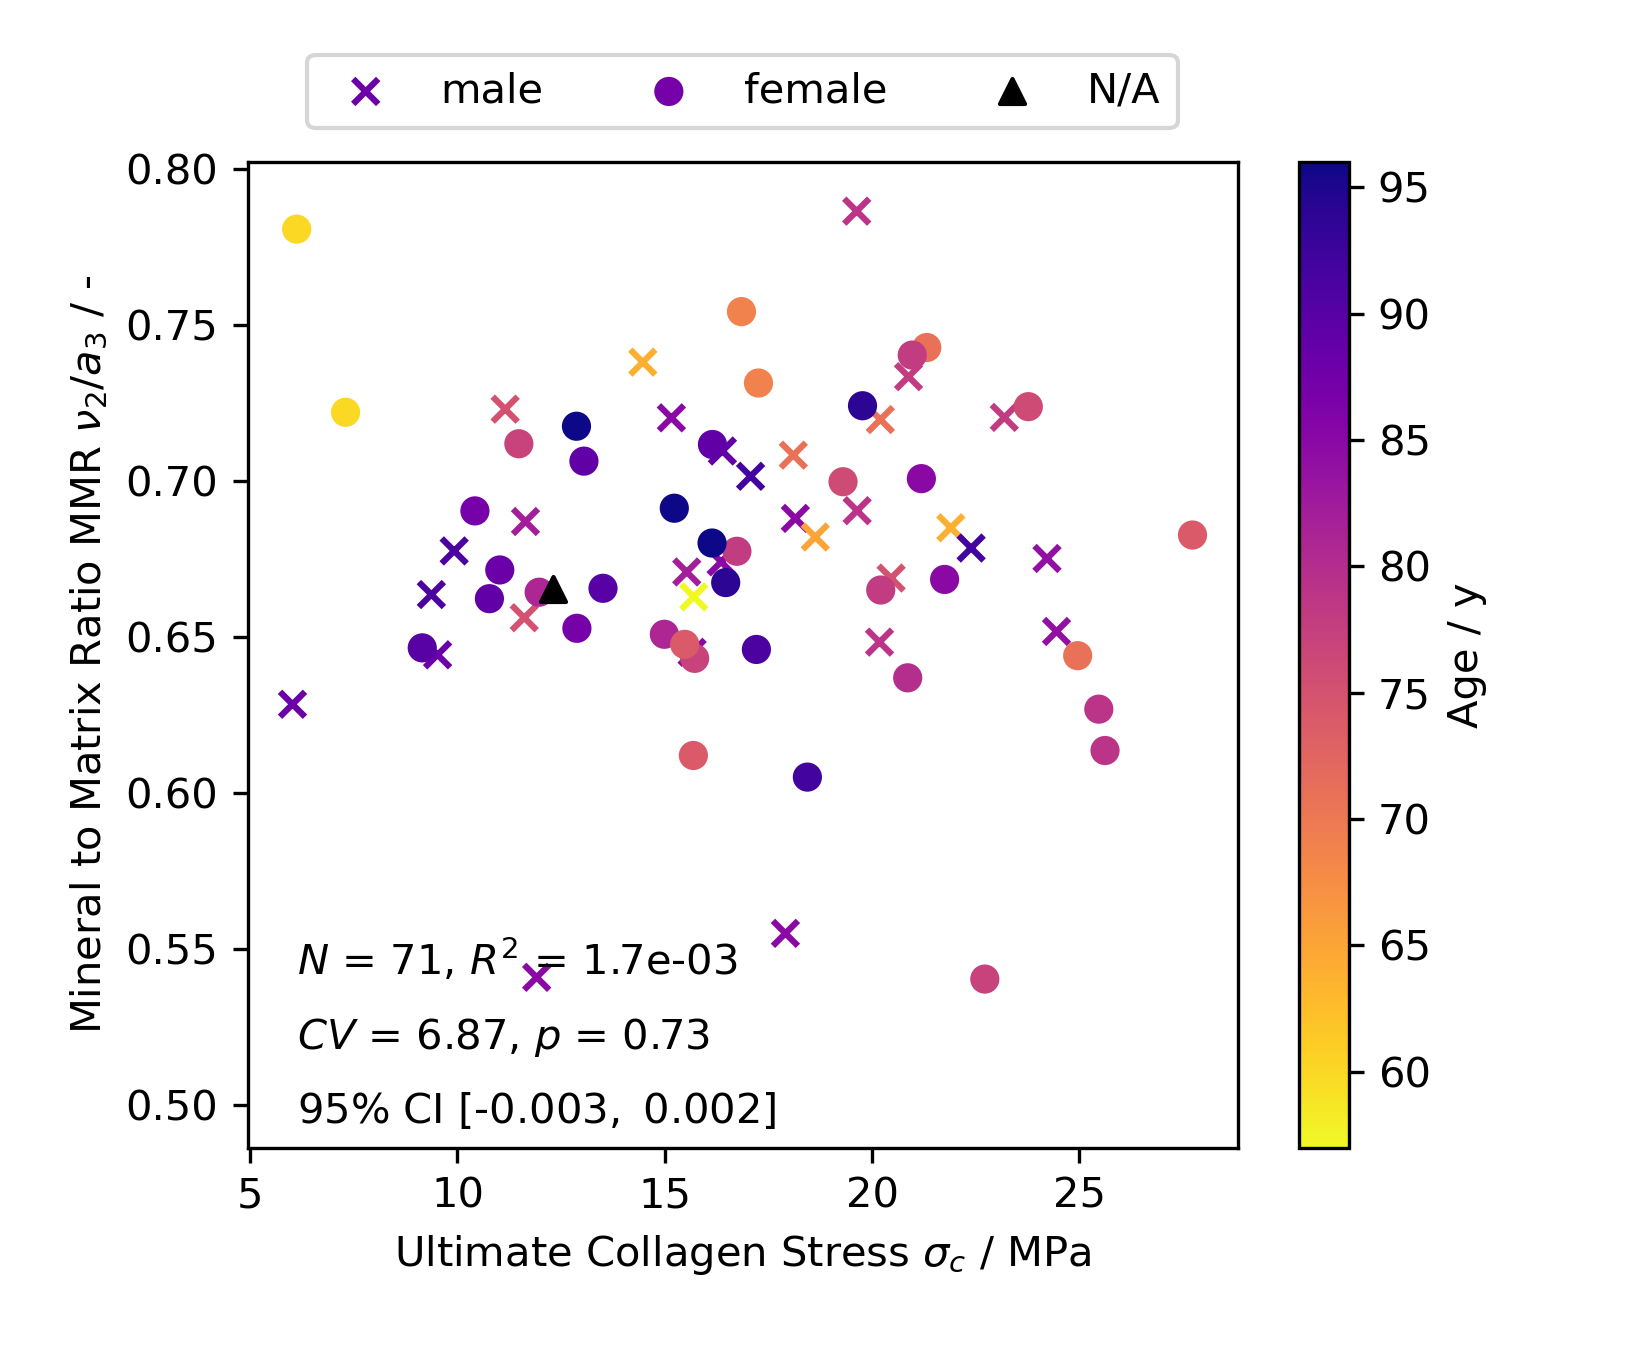 male female N/A
0.80
0.75
0.70
0.65
0.60
0.55
0.50
Mineral to Matrix Ratio MMR ν₂/a₃ / -
N = 71, R² = 1.7e-03
CV = 6.87, p = 0.73
95% CI [-0.003, 0.002]
5 10 15 20 25
Ultimate Collagen Stress σ_c / MPa
95
90
85
80
75
70
65
60
Age / y